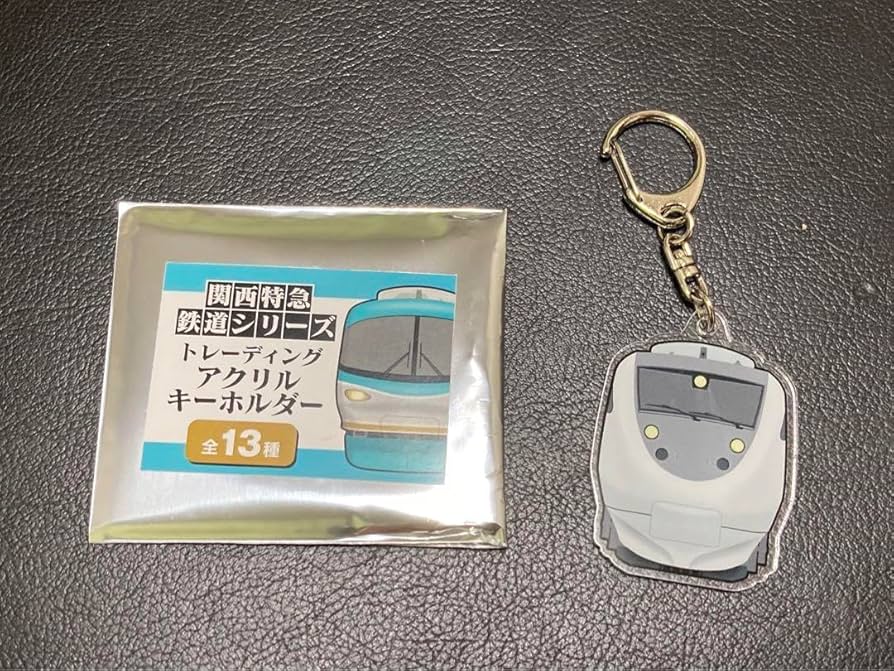 関西特急
鉄道シリーズ
トレーディング
アクリル
キーホルダー
全13種